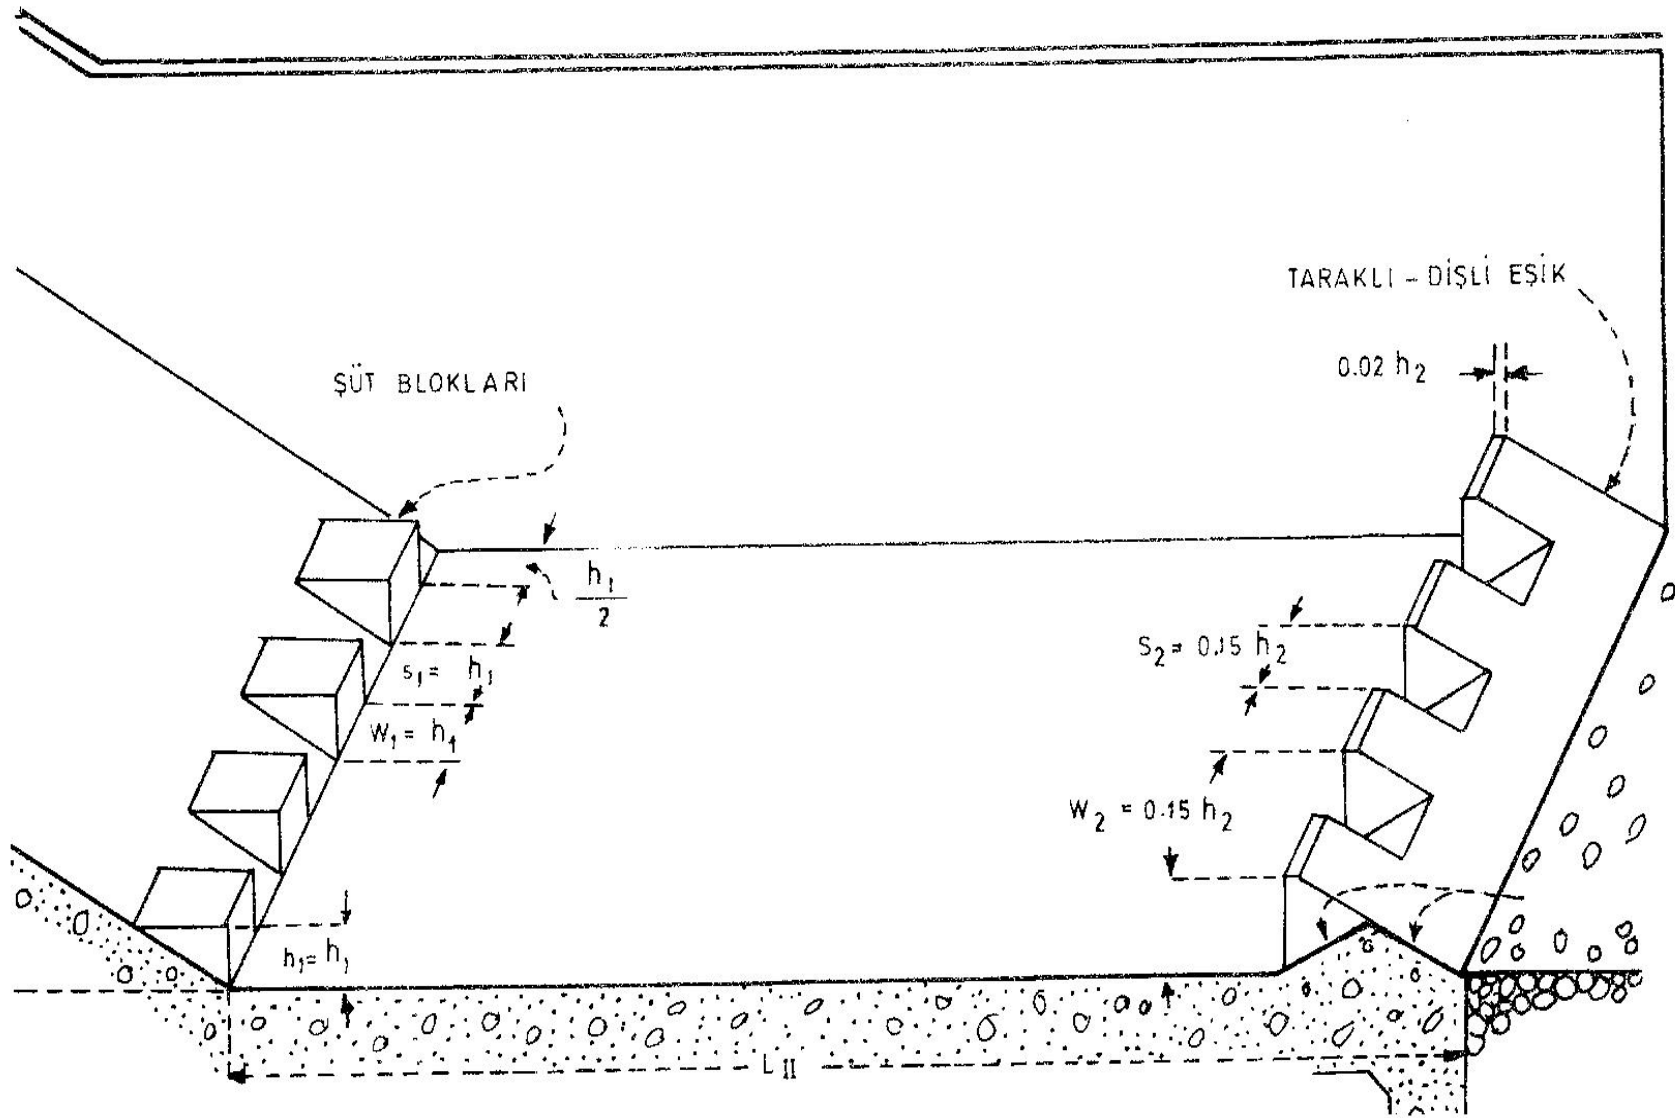 TARAKLI - DİŞLİ EŞİK
0.02 h2
ŞÜT BLOKLARI
h1
2
s1 = h1
w1 = h1
h1 = h1
S2 = 0.15 h2
W2 = 0.15 h2
LII